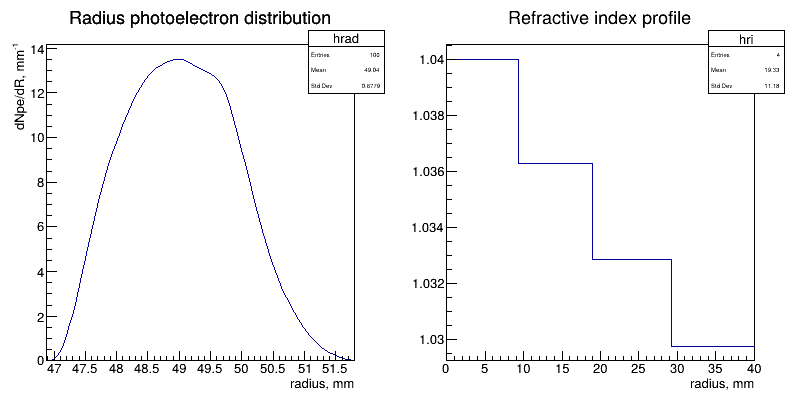 Radius photoelectron distribution
hrad
Entries 100
Mean 49.04
Std Dev 0.8779
dNpe/dR, mm⁻¹
14
12
10
8
6
4
2
0
47 47.5 48 48.5 49 49.5 50 50.5 51 51.5
radius, mm
Refractive index profile
hri
Entries 4
Mean 19.33
Std Dev 11.18
1.04
1.038
1.036
1.034
1.032
1.03
0 5 10 15 20 25 30 35 40
radius, mm